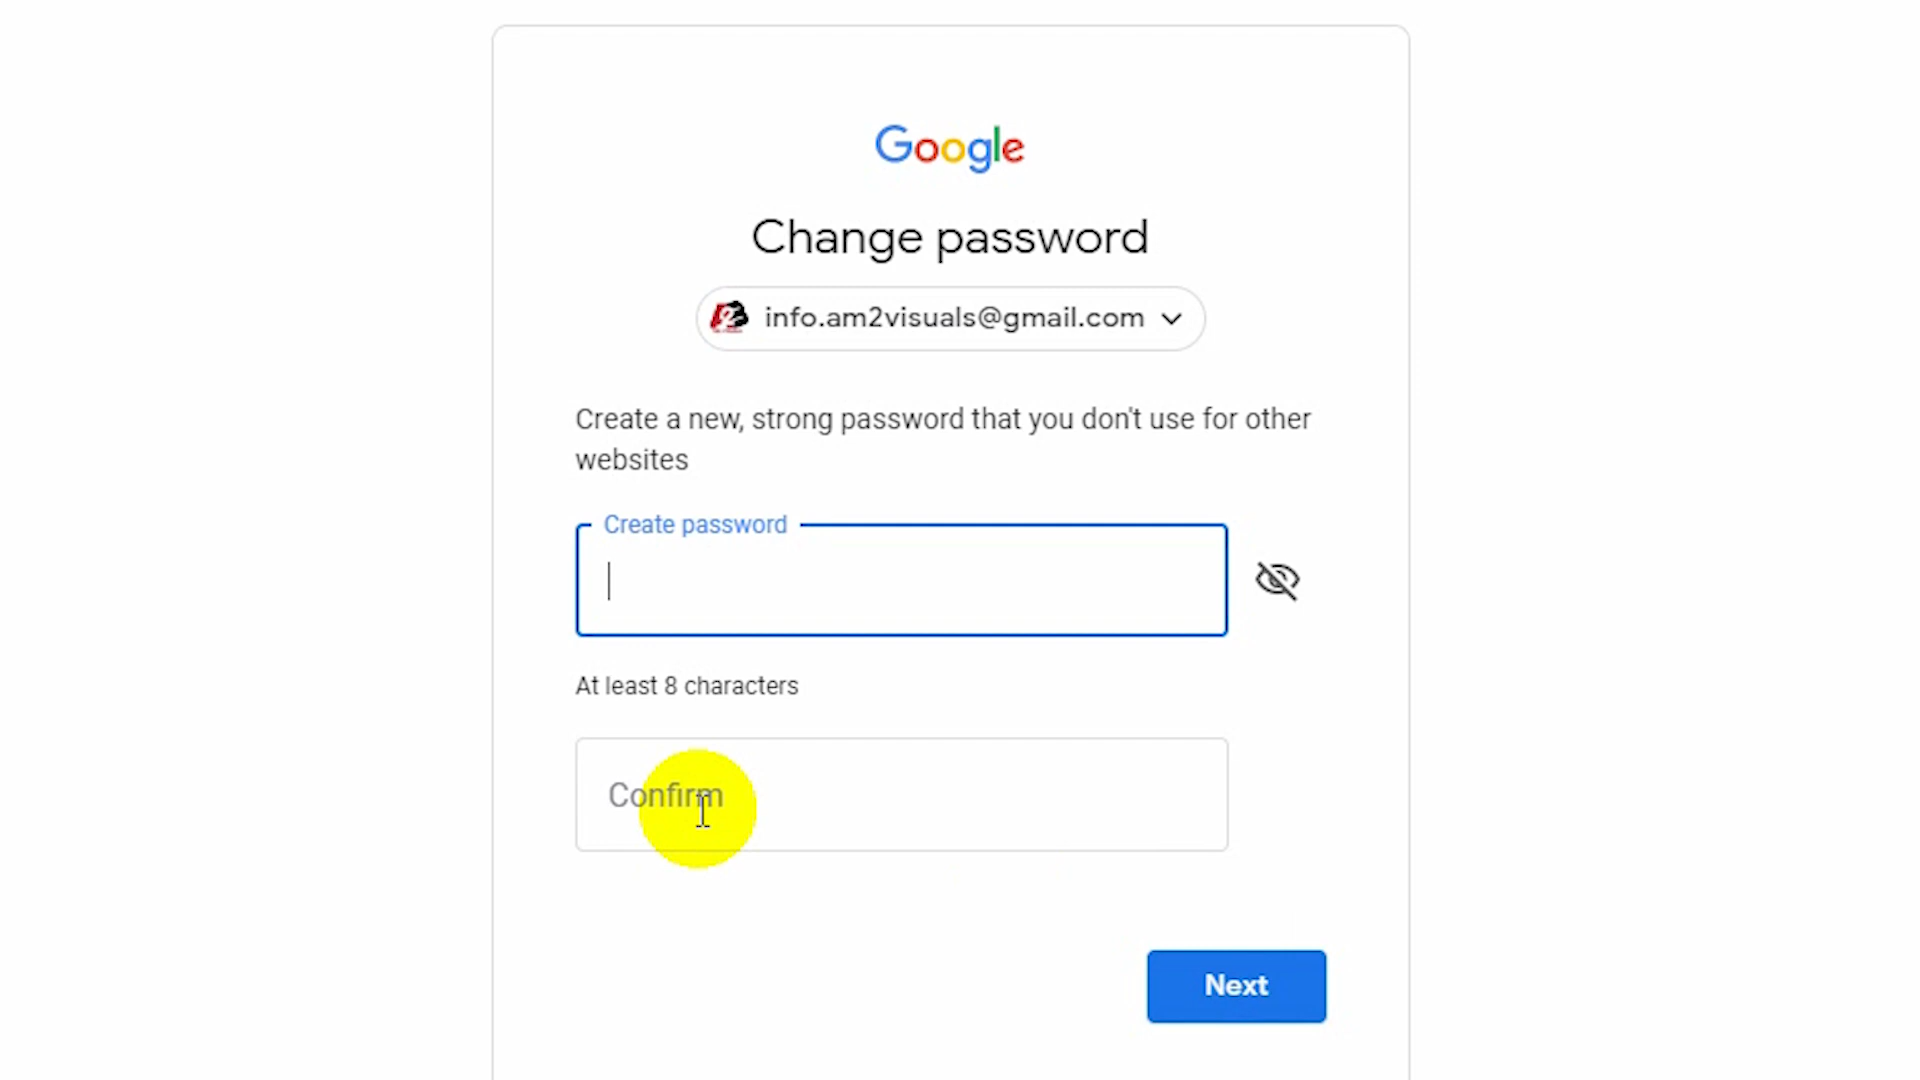 Google
Change password
info.am2visuals@gmail.com
Create a new, strong password that you don't use for other
websites
Create password
At least 8 characters
Confirm
Next